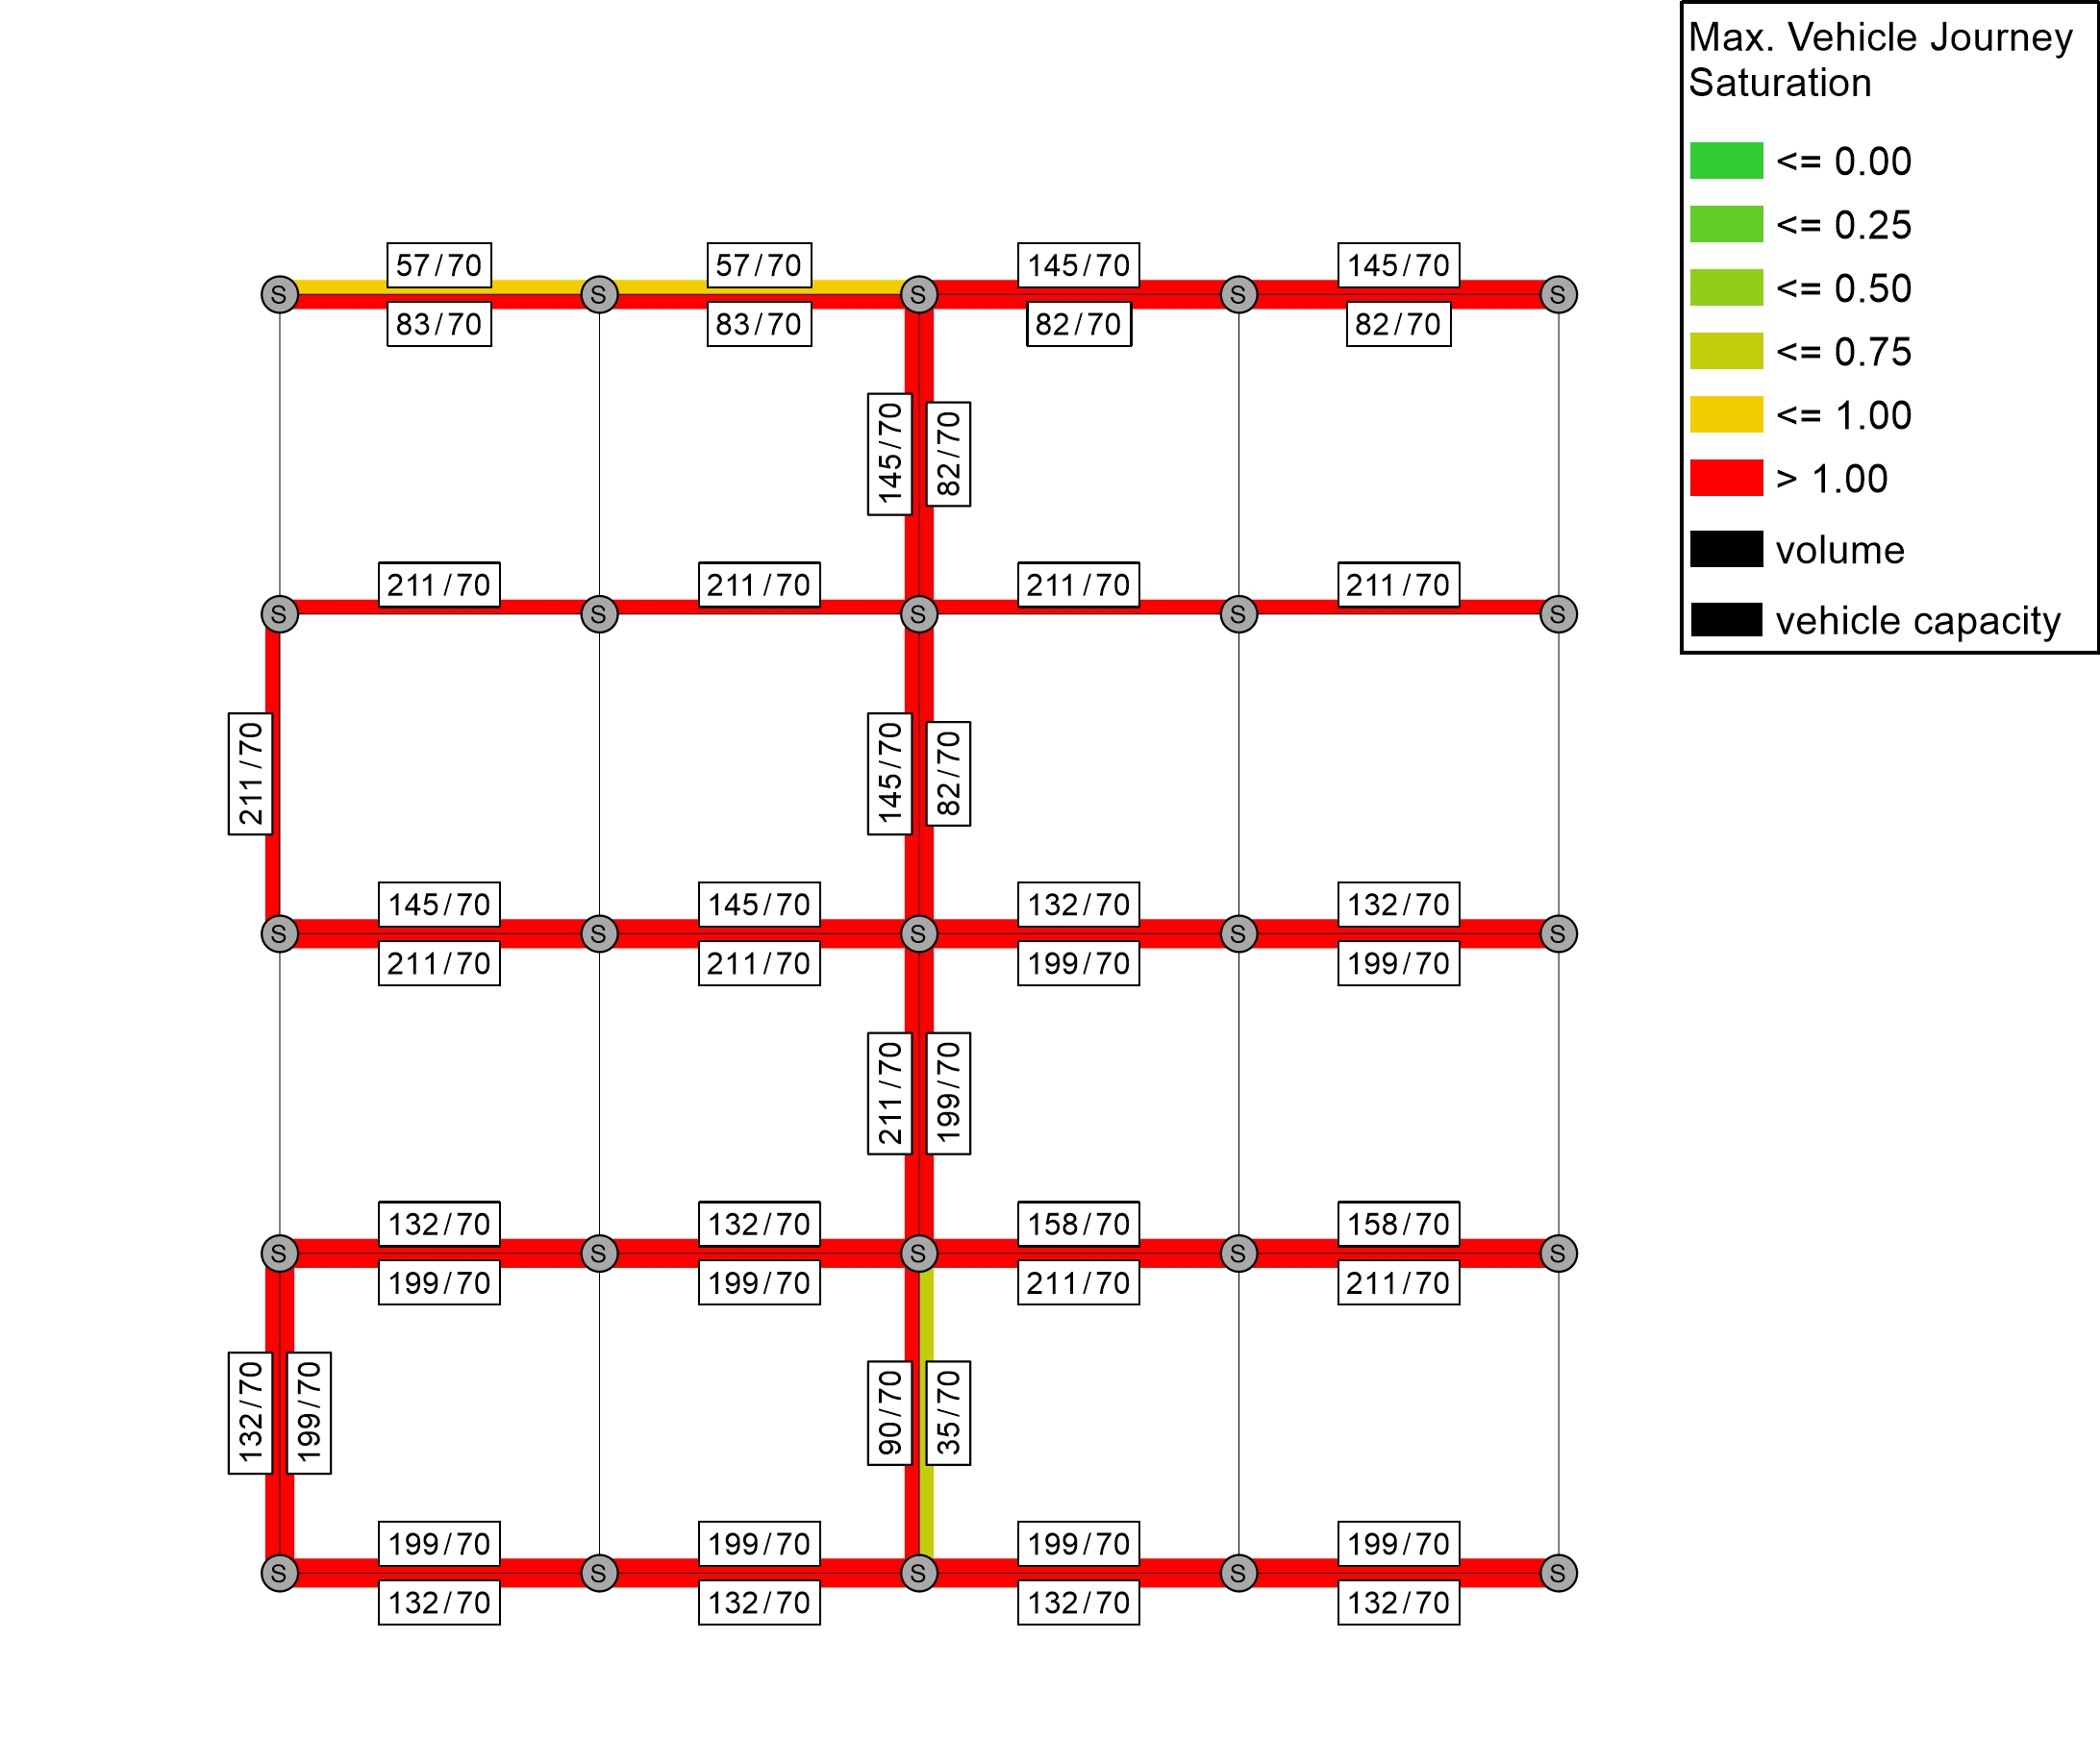 Max. Vehicle Journey
Saturation
<= 0.00
<= 0.25
<= 0.50
<= 0.75
<= 1.00
> 1.00
volume
vehicle capacity
57/70 57/70 145/70 145/70
S S S S S
83/70 83/70 82/70 82/70
145/70 82/70
211/70 211/70 211/70 211/70
S S S S S
211/70 145/70 82/70
145/70 145/70 132/70 132/70
S S S S S
211/70 211/70 199/70 199/70
211/70 199/70
132/70 132/70 158/70 158/70
S S S S S
199/70 199/70 211/70 211/70
132/70 199/70 90/70 35/70
199/70 199/70 199/70 199/70
S S S S S
132/70 132/70 132/70 132/70